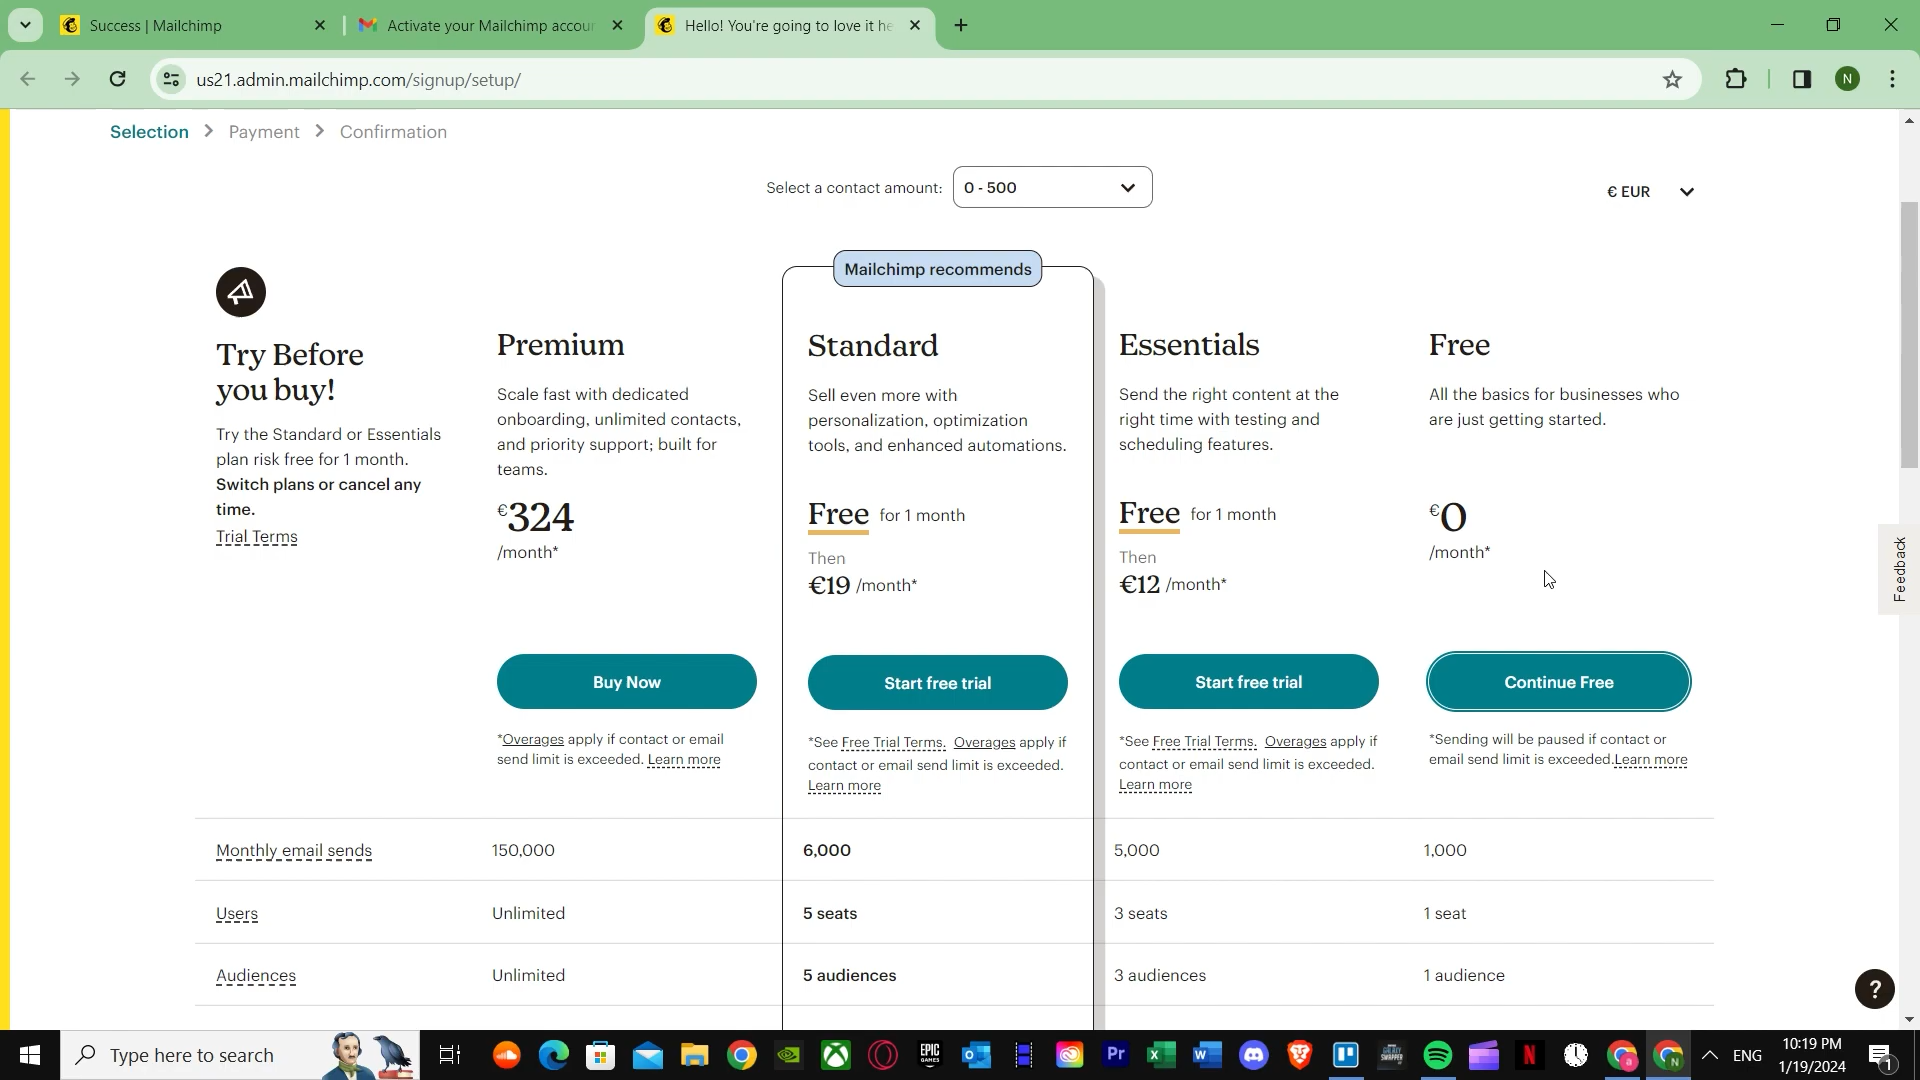 Success | Mailchimp
Activate your Mailchimp accou
Hello! You're going to love it he
us21.admin.mailchimp.com/signup/setup/
N
Selection > Payment > Confirmation
Select a contact amount: 0 - 500
€ EUR
Mailchimp recommends
Try Before
you buy!
Try the Standard or Essentials
plan risk free for 1 month.
Switch plans or cancel any
time.
Trial Terms
Premium
Scale fast with dedicated
onboarding, unlimited contacts,
and priority support; built for
teams.
€324
/month*
Buy Now
*Overages apply if contact or email
send limit is exceeded. Learn more
Standard
Sell even more with
personalization, optimization
tools, and enhanced automations.
Free for 1 month
Then
€19 /month*
Start free trial
*See Free Trial Terms. Overages apply if
contact or email send limit is exceeded.
Learn more
Essentials
Send the right content at the
right time with testing and
scheduling features.
Free for 1 month
Then
€12 /month*
Start free trial
*See Free Trial Terms. Overages apply if
contact or email send limit is exceeded.
Learn more
Free
All the basics for businesses who
are just getting started.
€0
/month*
Continue Free
*Sending will be paused if contact or
email send limit is exceeded.Learn more
Feedback
Monthly email sends 150,000 6,000 5,000 1,000
Users Unlimited 5 seats 3 seats 1 seat
Audiences Unlimited 5 audiences 3 audiences 1 audience
?
Type here to search
EPIC
GAMES
Pr
ENG
10:19 PM
1/19/2024
1